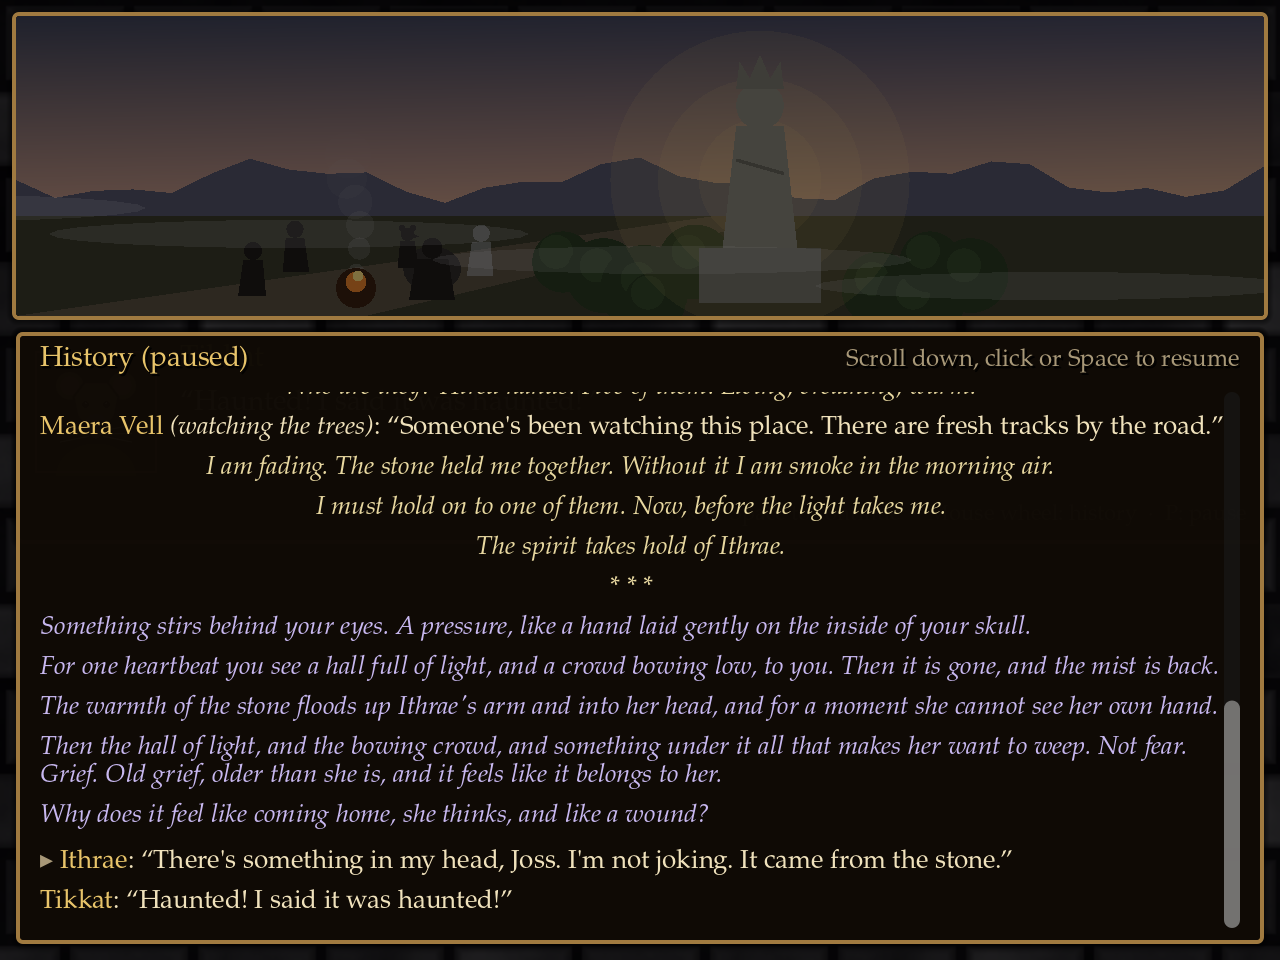 History (paused)
Scroll down, click or Space to resume
Maera Vell (watching the trees): “Someone's been watching this place. There are fresh tracks by the road.”
I am fading. The stone held me together. Without it I am smoke in the morning air.
I must hold on to one of them. Now, before the light takes me.
The spirit takes hold of Ithrae.
* * *
Something stirs behind your eyes. A pressure, like a hand laid gently on the inside of your skull.
For one heartbeat you see a hall full of light, and a crowd bowing low, to you. Then it is gone, and the mist is back.
The warmth of the stone floods up Ithrae's arm and into her head, and for a moment she cannot see her own hand.
Then the hall of light, and the bowing crowd, and something under it all that makes her want to weep. Not fear.
Grief. Old grief, older than she is, and it feels like it belongs to her.
Why does it feel like coming home, she thinks, and like a wound?
▸ Ithrae: “There's something in my head, Joss. I'm not joking. It came from the stone.”
Tikkat: “Haunted! I said it was haunted!”